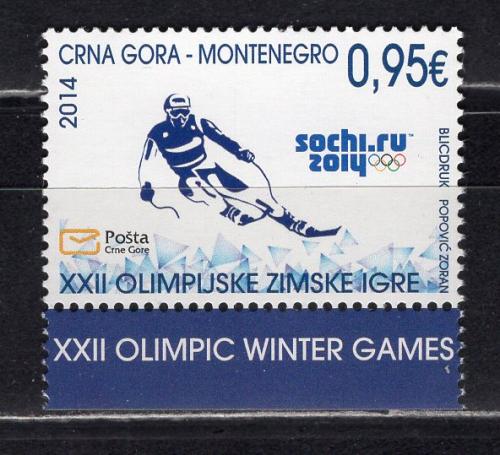 CRNA GORA - MONTENEGRO 0,95€
2014
sochi.ru
2014
BLICDRUK POPOVIĆ ZORAN
Pošta
Crne Gore
XXII OLIMPIJSKE ZIMSKE IGRE
XXII OLIMPIC WINTER GAMES